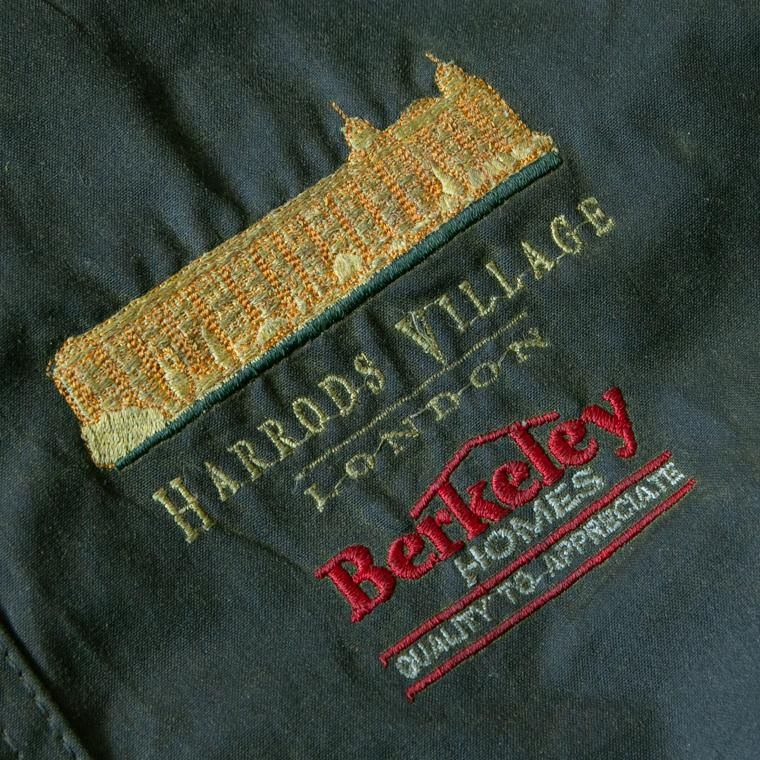 HARRODS VILLAGE
LONDON
Berkeley
HOMES
QUALITY TO APPRECIATE